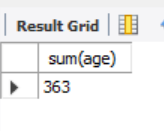 Result Grid
sum(age)
363